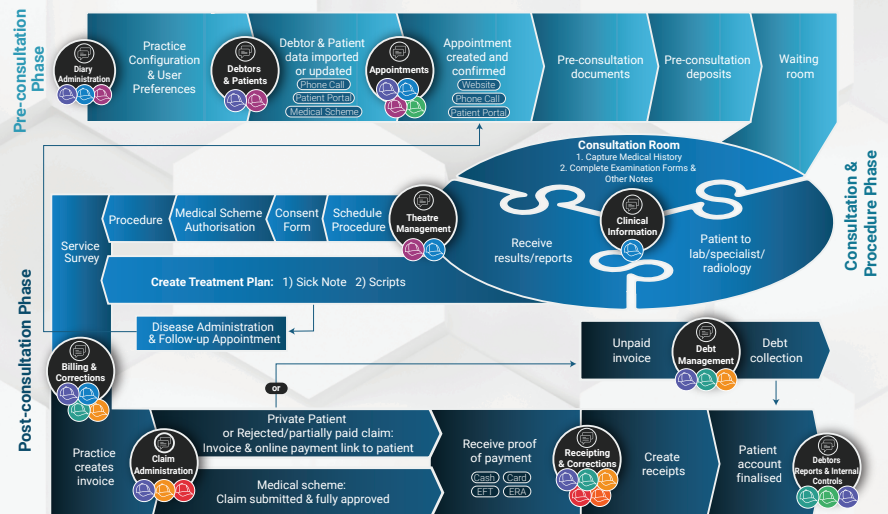 Pre-consultation
Phase
Diary
Administration
Practice
Configuration
& User
Preferences
Debtors
& Patients
Debtor & Patient
data imported
or updated
Phone Call
Patient Portal
Medical Scheme
Appointments
Appointment
created and
confirmed
Website
Phone Call
Patient Portal
Pre-consultation
documents
Pre-consultation
deposits
Waiting
room
Consultation &
Procedure Phase
Consultation Room
1. Capture Medical History
2. Complete Examination Forms &
Other Notes
Clinical
Information
Receive
results/reports
Patient to
lab/specialist/
radiology
Theatre
Management
Schedule
Procedure
Consent
Form
Medical Scheme
Authorisation
Procedure
Service
Survey
Create Treatment Plan: 1) Sick Note 2) Scripts
Disease Administration
& Follow-up Appointment
Post-consultation Phase
Billing &
Corrections
Practice
creates
invoice
Claim
Administration
or
Private Patient
or Rejected/partially paid claim:
Invoice & online payment link to patient
Medical scheme:
Claim submitted & fully approved
Unpaid
invoice
Debt
Management
Debt
collection
Receive proof
of payment
Cash Card
EFT ERA
Receipting
& Corrections
Create
receipts
Patient
account
finalised
Debtors
Reports & Internal
Controls